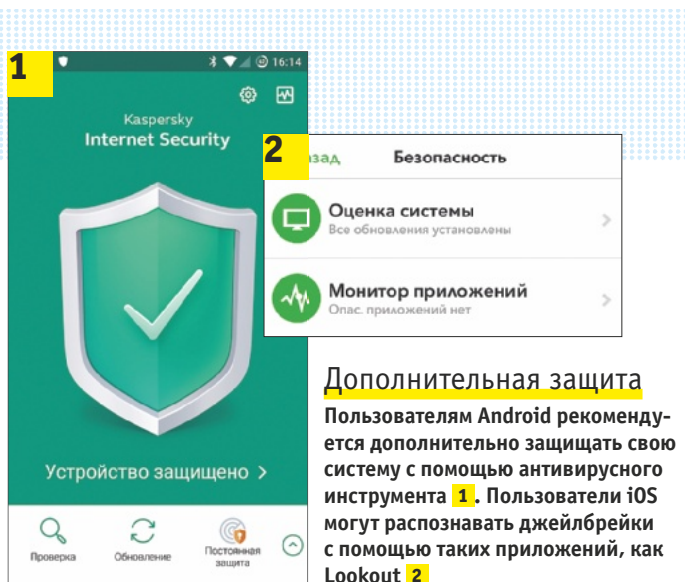 1
16:14
Kaspersky
Internet Security
Устройство защищено >
Проверка
Обновление
Постоянная
защита
2
зад
Безопасность
Оценка системы
Все обновления установлены
Монитор приложений
Опас. приложений нет
Дополнительная защита
Пользователям Android рекоменду-
ется дополнительно защищать свою
систему с помощью антивирусного
инструмента 1. Пользователи iOS
могут распознавать джейлбрейки
с помощью таких приложений, как
Lookout 2